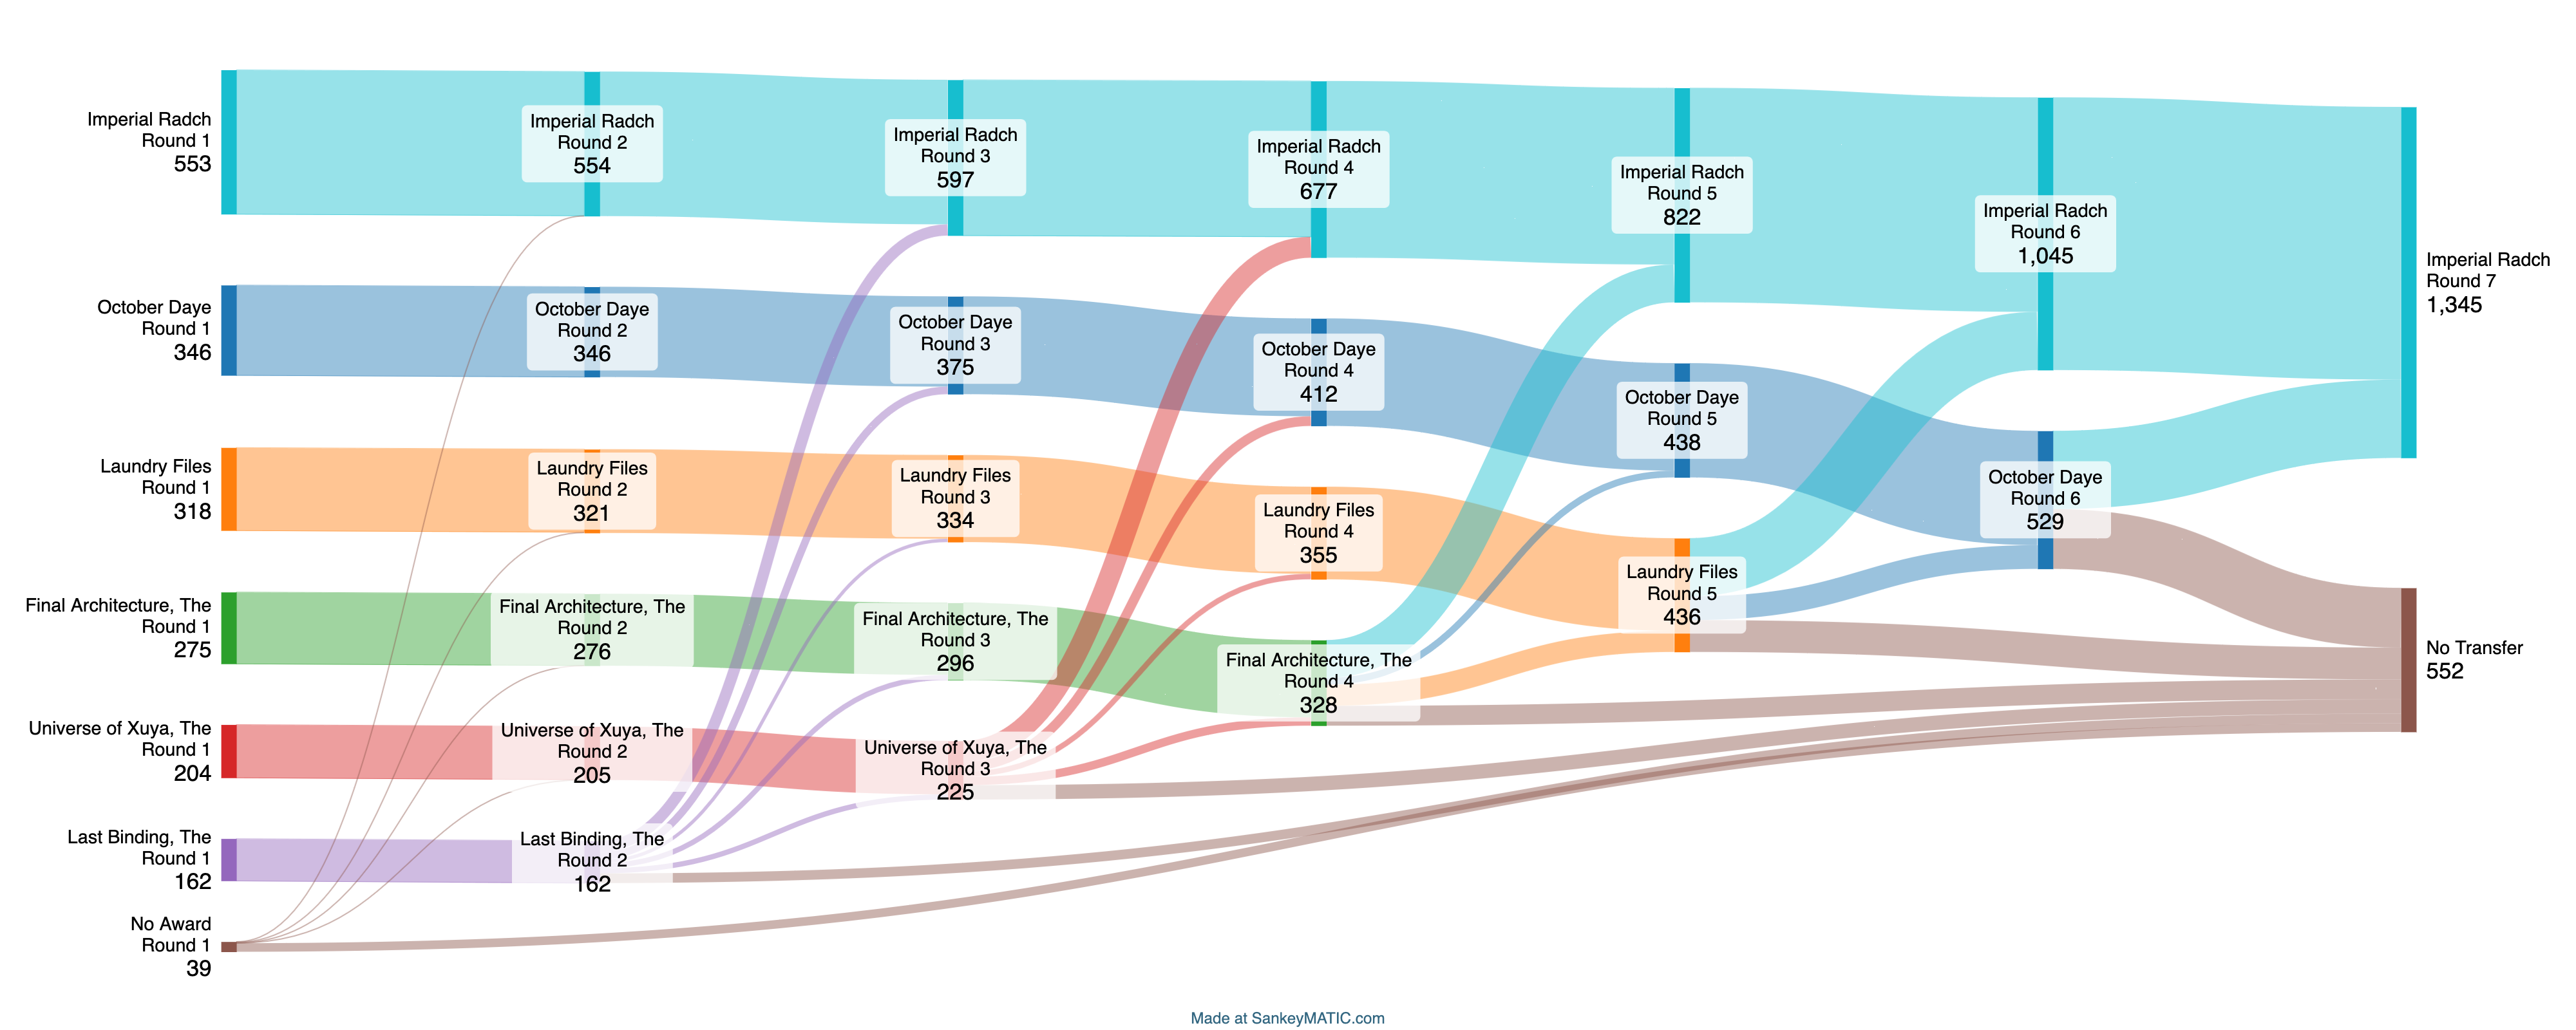 Imperial Radch
Round 1
553
October Daye
Round 1
346
Laundry Files
Round 1
318
Final Architecture, The
Round 1
275
Universe of Xuya, The
Round 1
204
Last Binding, The
Round 1
162
No Award
Round 1
39
Imperial Radch
Round 2
554
October Daye
Round 2
346
Laundry Files
Round 2
321
Final Architecture, The
Round 2
276
Universe of Xuya, The
Round 2
205
Last Binding, The
Round 2
162
Imperial Radch
Round 3
597
October Daye
Round 3
375
Laundry Files
Round 3
334
Final Architecture, The
Round 3
296
Universe of Xuya, The
Round 3
225
Imperial Radch
Round 4
677
October Daye
Round 4
412
Laundry Files
Round 4
355
Final Architecture, The
Round 4
328
Imperial Radch
Round 5
822
October Daye
Round 5
438
Laundry Files
Round 5
436
Imperial Radch
Round 6
1,045
October Daye
Round 6
529
Imperial Radch
Round 7
1,345
No Transfer
552
Made at SankeyMATIC.com